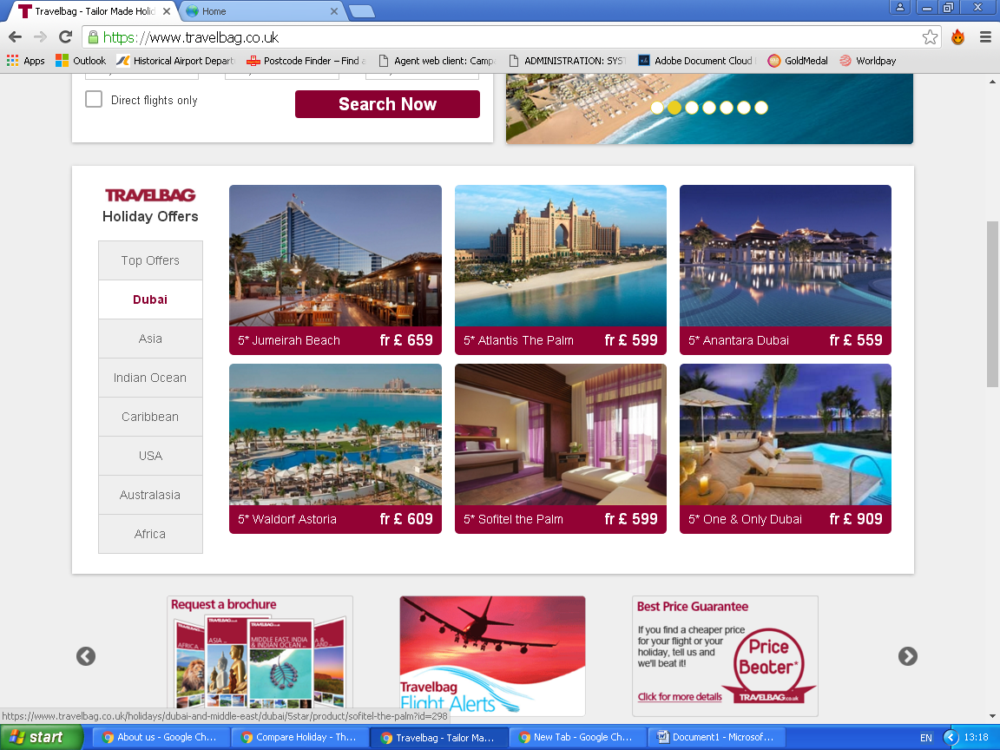 Travelbag - Tailor Made Holid
Home
https://www.travelbag.co.uk
Apps
Outlook
Historical Airport Depart
Postcode Finder – Find a
Agent web client: Camp
ADMINISTRATION: SYST
Adobe Document Cloud
GoldMedal
Worldpay
Direct flights only
Search Now
TRAVELBAG
Holiday Offers
Top Offers
Dubai
Asia
Indian Ocean
Caribbean
USA
Australasia
Africa
5* Jumeirah Beach fr £ 659
5* Atlantis The Palm fr £ 599
5* Anantara Dubai fr £ 559
5* Waldorf Astoria fr £ 609
5* Sofitel the Palm fr £ 599
5* One & Only Dubai fr £ 909
Request a brochure
TRAVELBAG
AFRICA
ASIA
MIDDLE EAST, INDIA
& INDIAN OCEAN
Travelbag
Flight Alerts
Best Price Guarantee
If you find a cheaper price
for your flight or your
holiday, tell us and
we'll beat it!
Click for more details
Price
Beater*
TRAVELBAG.co.uk
https://www.travelbag.co.uk/holidays/dubai-and-middle-east/dubai/5star/product/sofitel-the-palm?id=298
start
About us - Google Ch...
Compare Holiday - Th...
Travelbag - Tailor Ma...
New Tab - Google Ch...
Document1 - Microsof...
EN
13:18